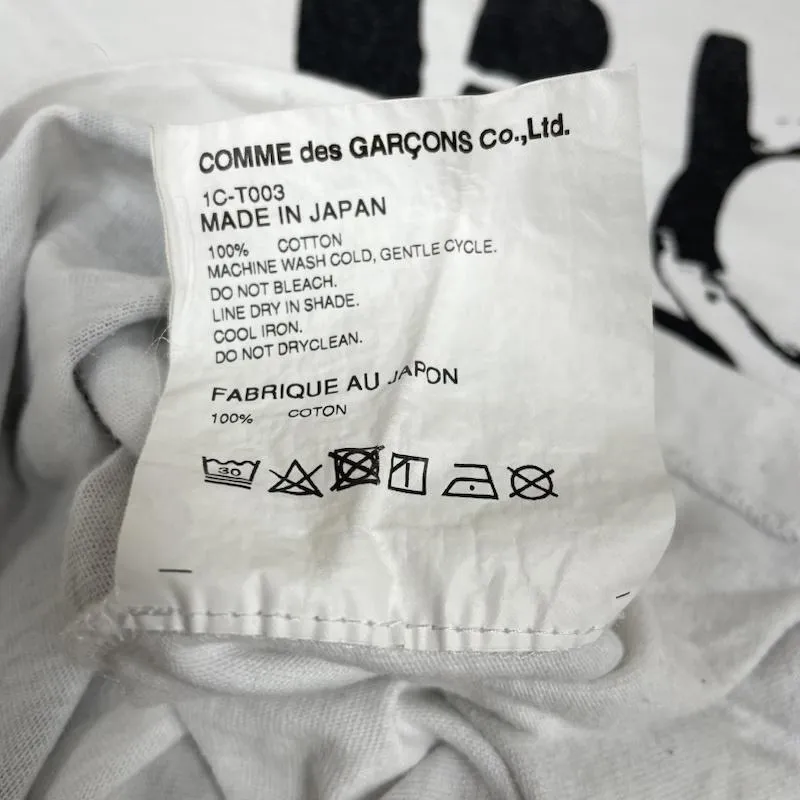 COMME des GARÇONS Co.,Ltd.
1C-T003
MADE IN JAPAN
100% COTTON
MACHINE WASH COLD, GENTLE CYCLE.
DO NOT BLEACH.
LINE DRY IN SHADE.
COOL IRON.
DO NOT DRYCLEAN.
FABRIQUE AU JAPON
100% COTON
30